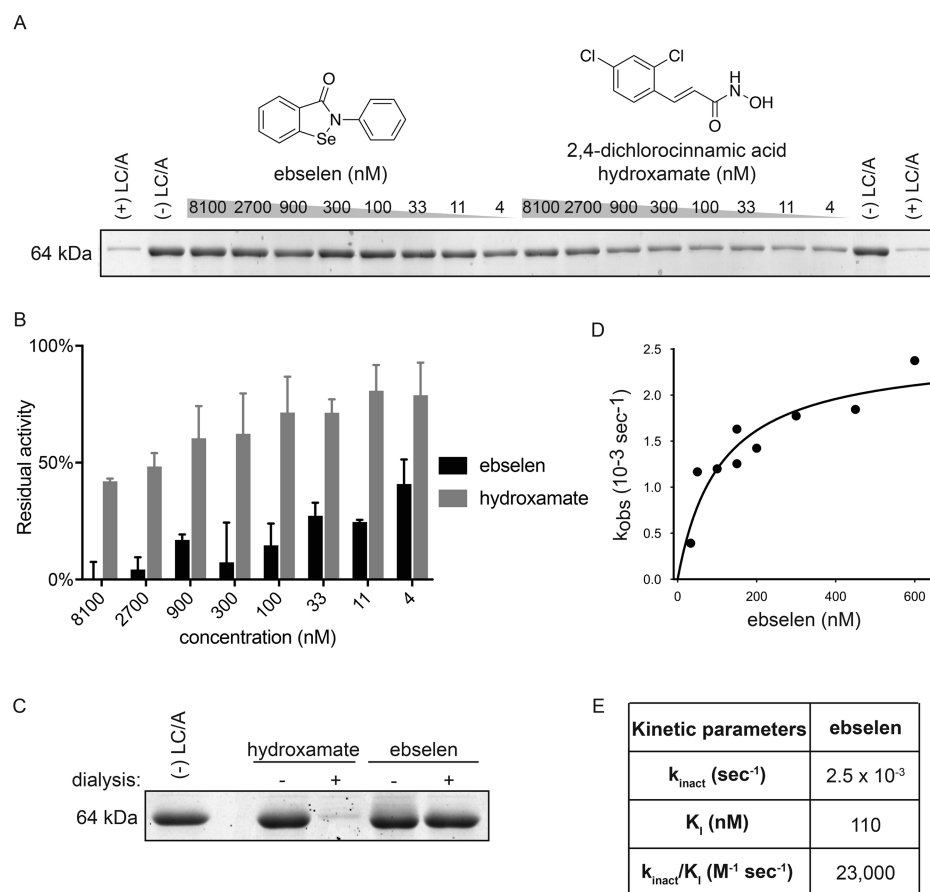 A
O
N
Se
ebselen (nM)
Cl
Cl
H
N
OH
O
2,4-dichlorocinnamic acid
hydroxamate (nM)
(+) LC/A
(-) LC/A
8100 2700 900 300 100 33 11 4
8100 2700 900 300 100 33 11 4
(-) LC/A
(+) LC/A
64 kDa
B
100%
50%
0%
Residual activity
8100 2700 900 300 100 33 11 4
concentration (nM)
ebselen
hydroxamate
D
2.5
2.0
1.5
1.0
0.5
0.0
kobs (10-3 sec-1)
0 200 400 600
ebselen (nM)
C
(-) LC/A
hydroxamate ebselen
dialysis: - + - +
64 kDa
E
Kinetic parameters ebselen
kinact (sec-1) 2.5 x 10-3
KI (nM) 110
kinact/KI (M-1 sec-1) 23,000